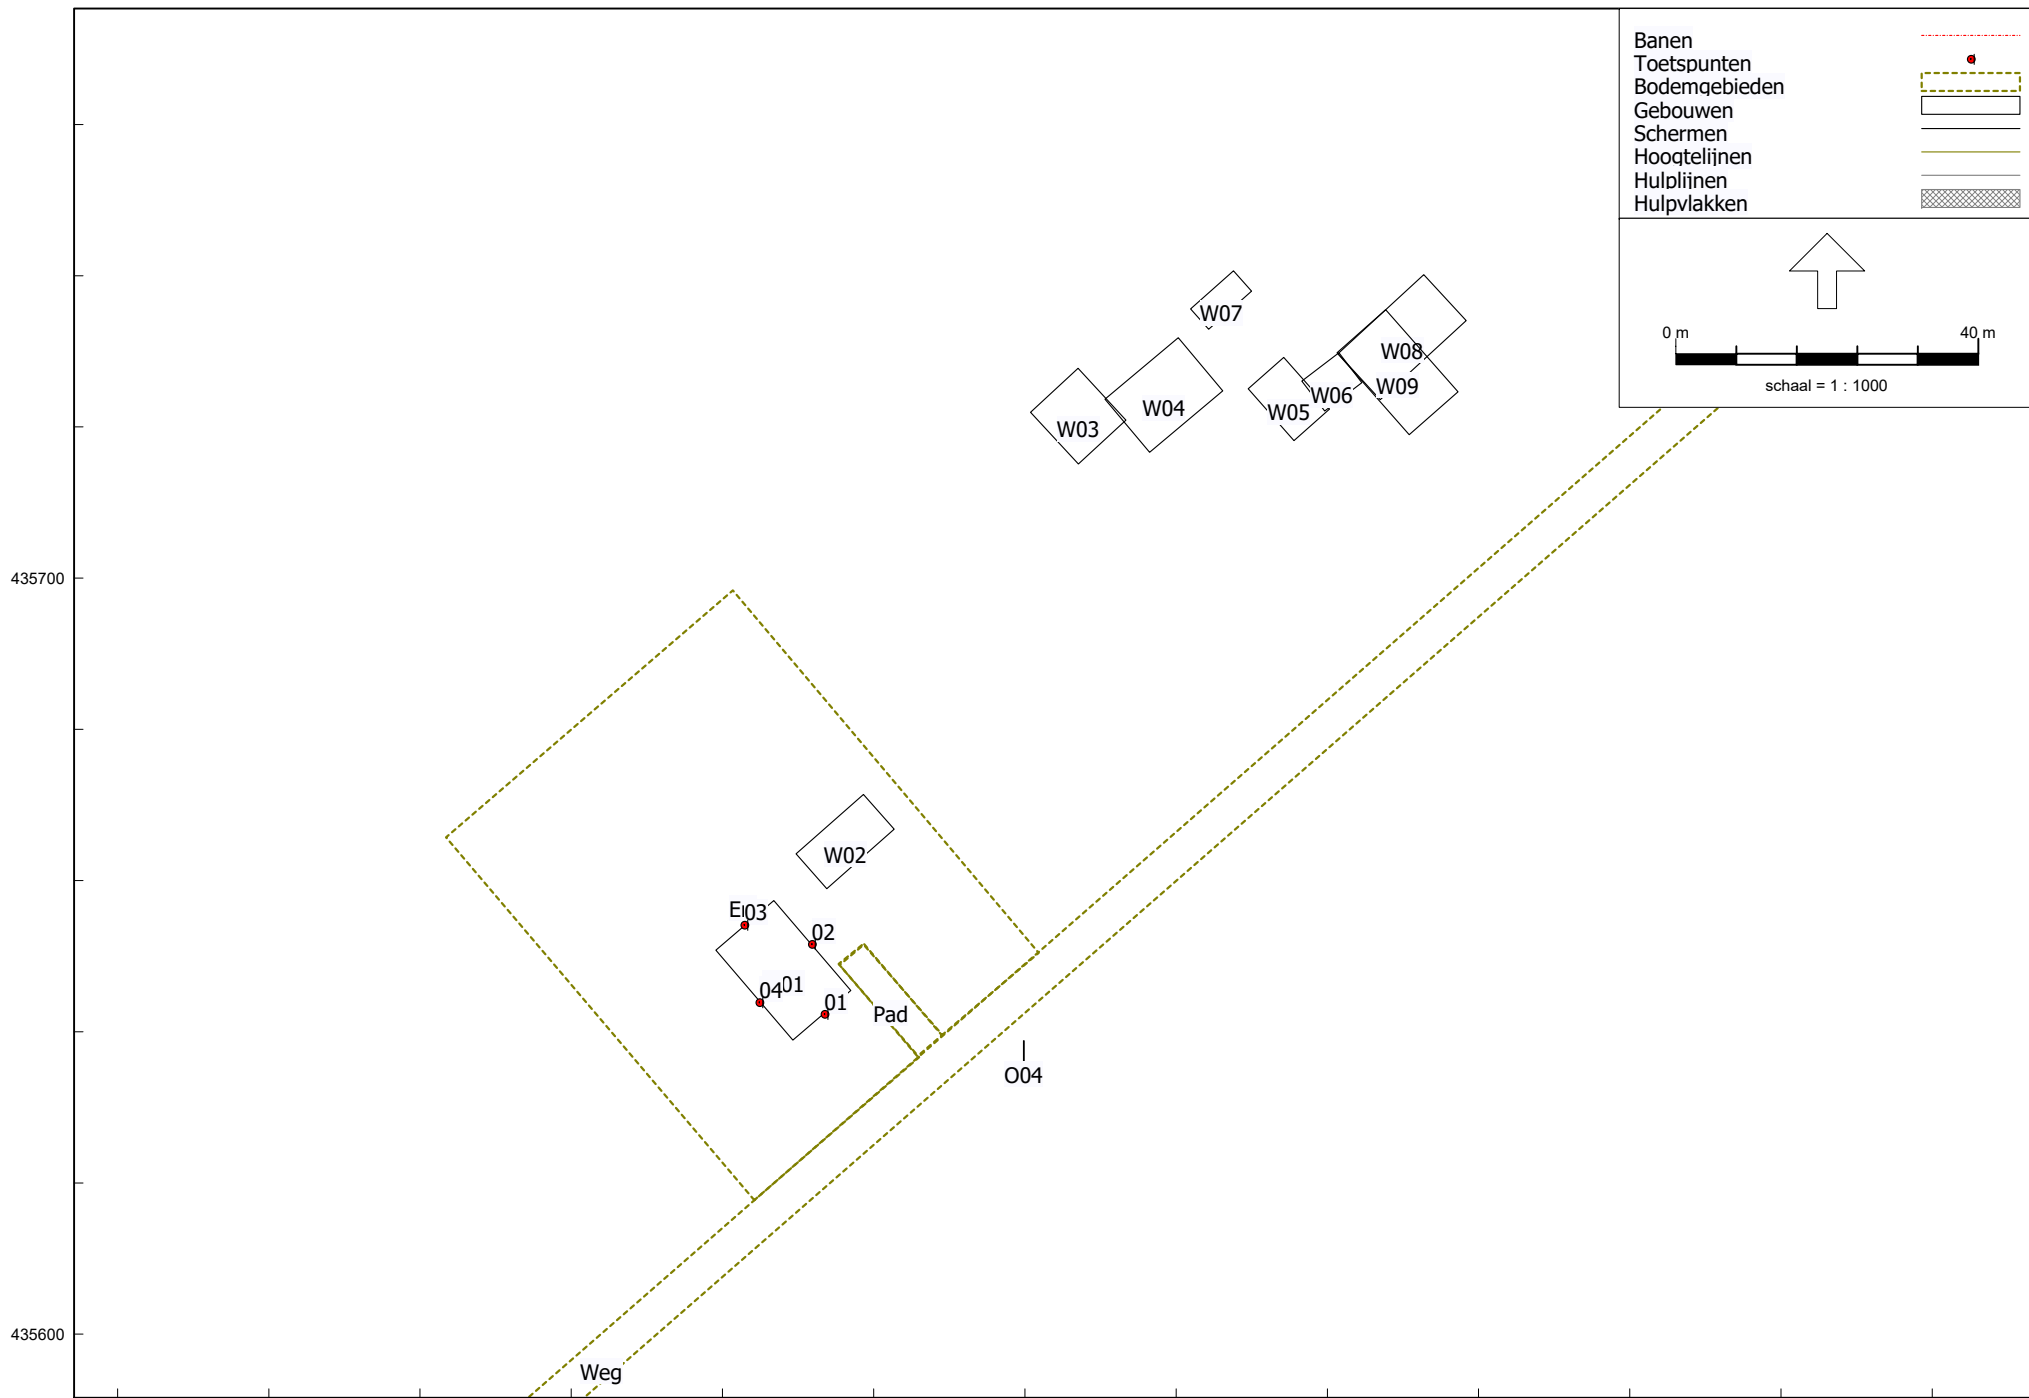 Banen
Toetspunten
Bodemgebieden
Gebouwen
Schermen
Hoogtelijnen
Hulplijnen
Hulpvlakken
0 m
40 m
schaal = 1 : 1000
W07
W08
W09
W06
W05
W04
W03
435700
W02
03
02
04
01
01
Pad
O04
435600
Weg